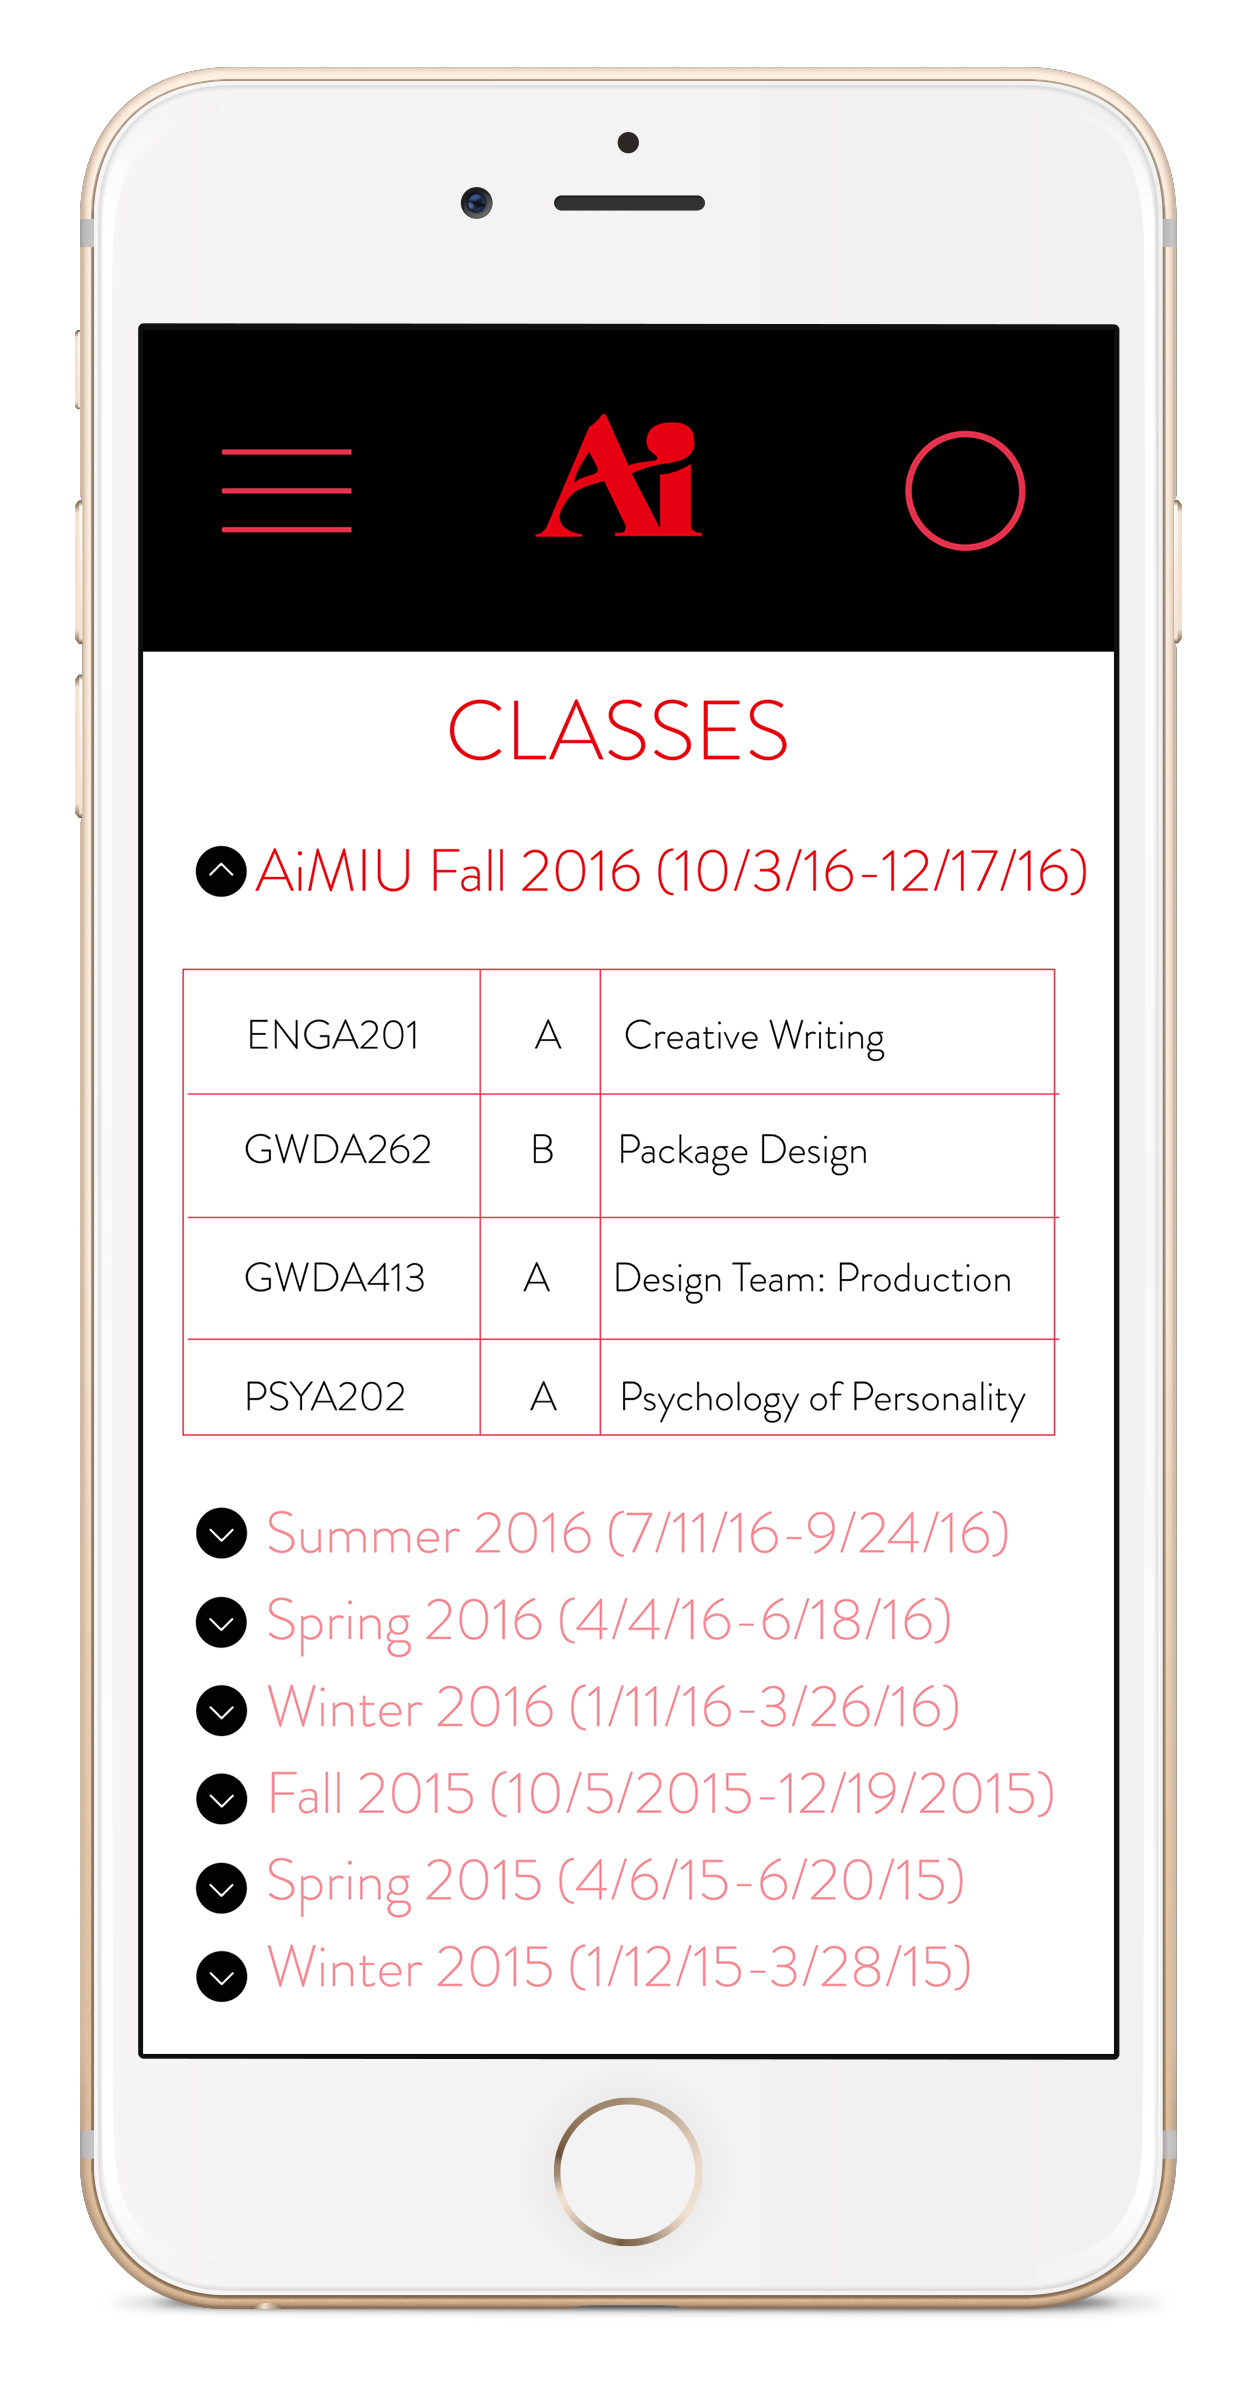 Ai
CLASSES
AiMIU Fall 2016 (10/3/16-12/17/16)
ENGA201 A Creative Writing
GWDA262 B Package Design
GWDA413 A Design Team: Production
PSYA202 A Psychology of Personality
Summer 2016 (7/11/16-9/24/16)
Spring 2016 (4/4/16-6/18/16)
Winter 2016 (1/11/16-3/26/16)
Fall 2015 (10/5/2015-12/19/2015)
Spring 2015 (4/6/15-6/20/15)
Winter 2015 (1/12/15-3/28/15)